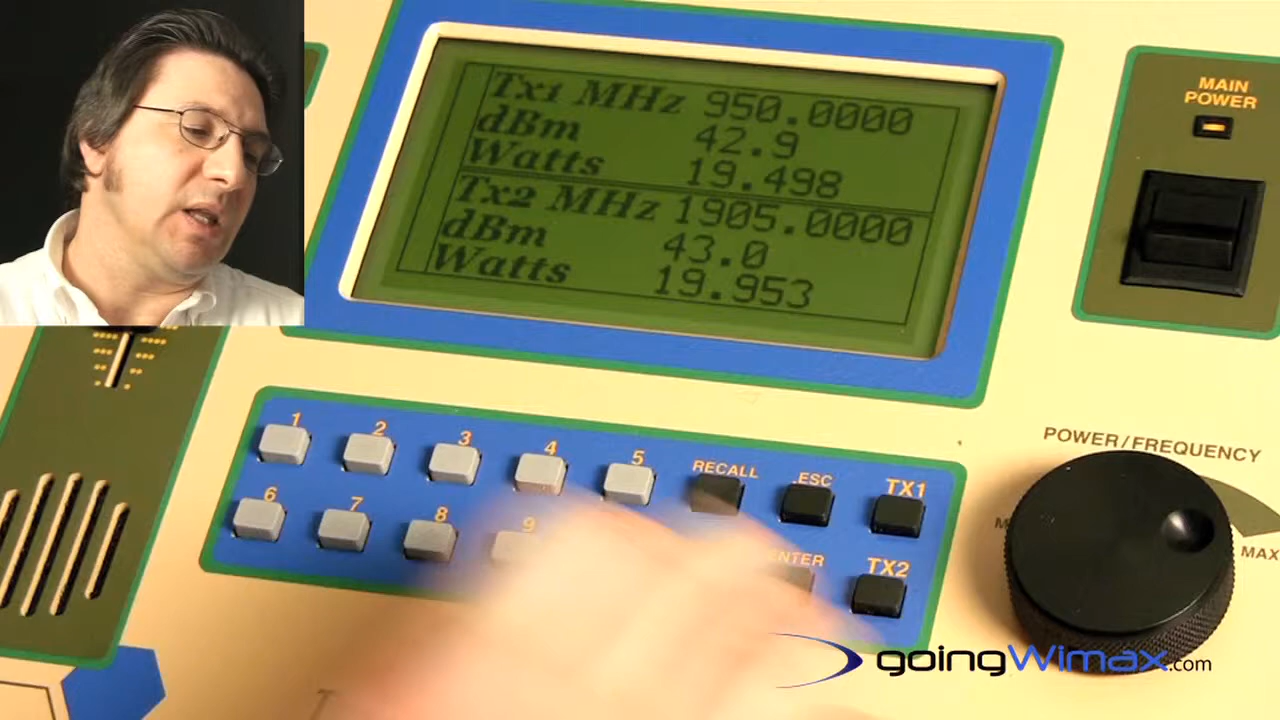 Tx1 MHz 950.0000
dBm 42.9
Watts 19.498
Tx2 MHz 1905.0000
dBm 43.0
Watts 19.953
MAIN
POWER
POWER/FREQUENCY
MAX
1 2 3 4 5 RECALL ESC TX1
6 7 8 9 ENTER TX2
goingWimax.com